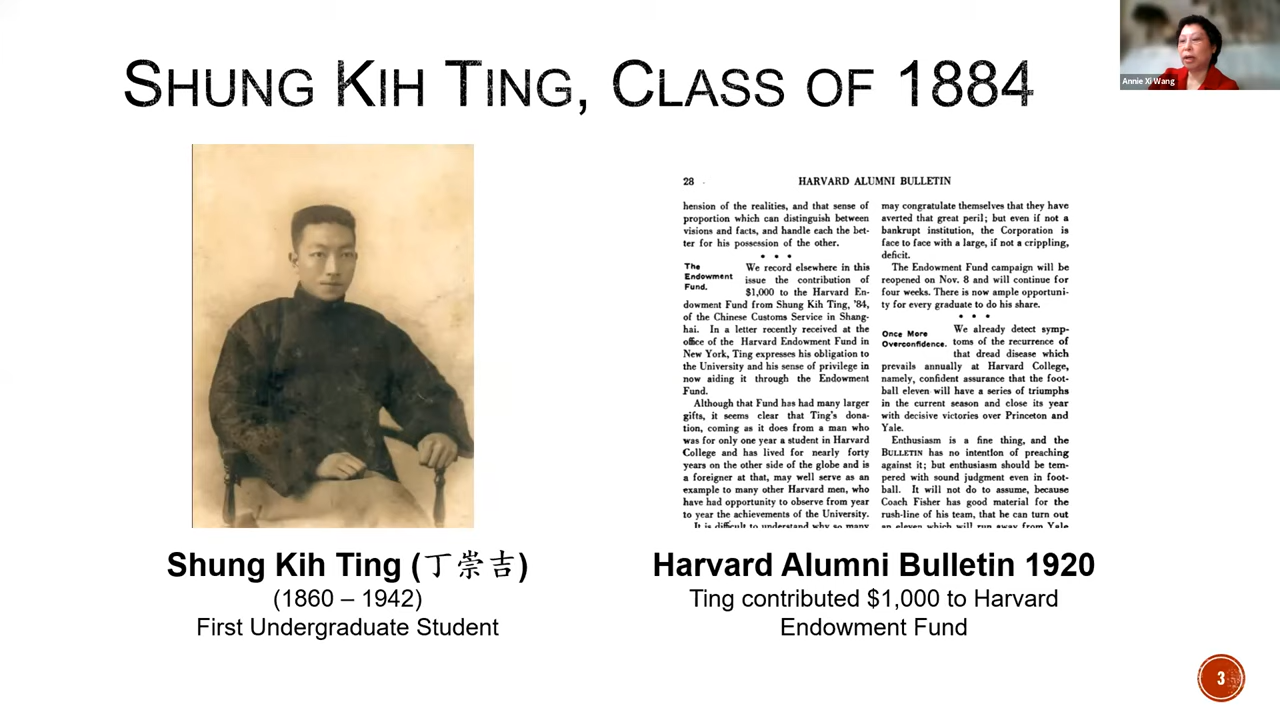 SHUNG KIH TING, CLASS OF 1884
Annie Xi Wang
Shung Kih Ting (丁崇吉)
(1860 – 1942)
First Undergraduate Student
28
HARVARD ALUMNI BULLETIN
hension of the realities, and that sense of
proportion which can distinguish between
visions and facts, and handle each the bet-
ter for his possession of the other.
The
Endowment
Fund.
We record elsewhere in this
issue the contribution of
$1,000 to the Harvard En-
dowment Fund from Shung Kih Ting, '84,
of the Chinese Customs Service in Shang-
hai. In a letter recently received at the
office of the Harvard Endowment Fund in
New York, Ting expresses his obligation to
the University and his sense of privilege in
now aiding it through the Endowment
Fund.
Although that Fund has had many larger
gifts, it seems clear that Ting's dona-
tion, coming as it does from a man who
was for only one year a student in Harvard
College and has lived for nearly forty
years on the other side of the globe and is
a foreigner at that, may well serve as an
example to many other Harvard men, who
have had opportunity to observe from year
to year the achievements of the University.
It is difficult to understand why so many
may congratulate themselves that they have
averted that great peril; but even if not a
bankrupt institution, the Corporation is
face to face with a large, if not a crippling,
deficit.
The Endowment Fund campaign will be
reopened on Nov. 8 and will continue for
four weeks. There is now ample opportuni-
ty for every graduate to do his share.
Once More
Overconfidence.
We already detect symp-
toms of the recurrence of
that dread disease which
prevails annually at Harvard College,
namely, confident assurance that the foot-
ball eleven will have a series of triumphs
in the current season and close its year
with decisive victories over Princeton and
Yale.
Enthusiasm is a fine thing, and the
BULLETIN has no intention of preaching
against it; but enthusiasm should be tem-
pered with sound judgment even in foot-
ball. It will not do to assume, because
Coach Fisher has good material for the
rush-line of his team, that he can turn out
an eleven which will run away from Yale
Harvard Alumni Bulletin 1920
Ting contributed $1,000 to Harvard
Endowment Fund
3